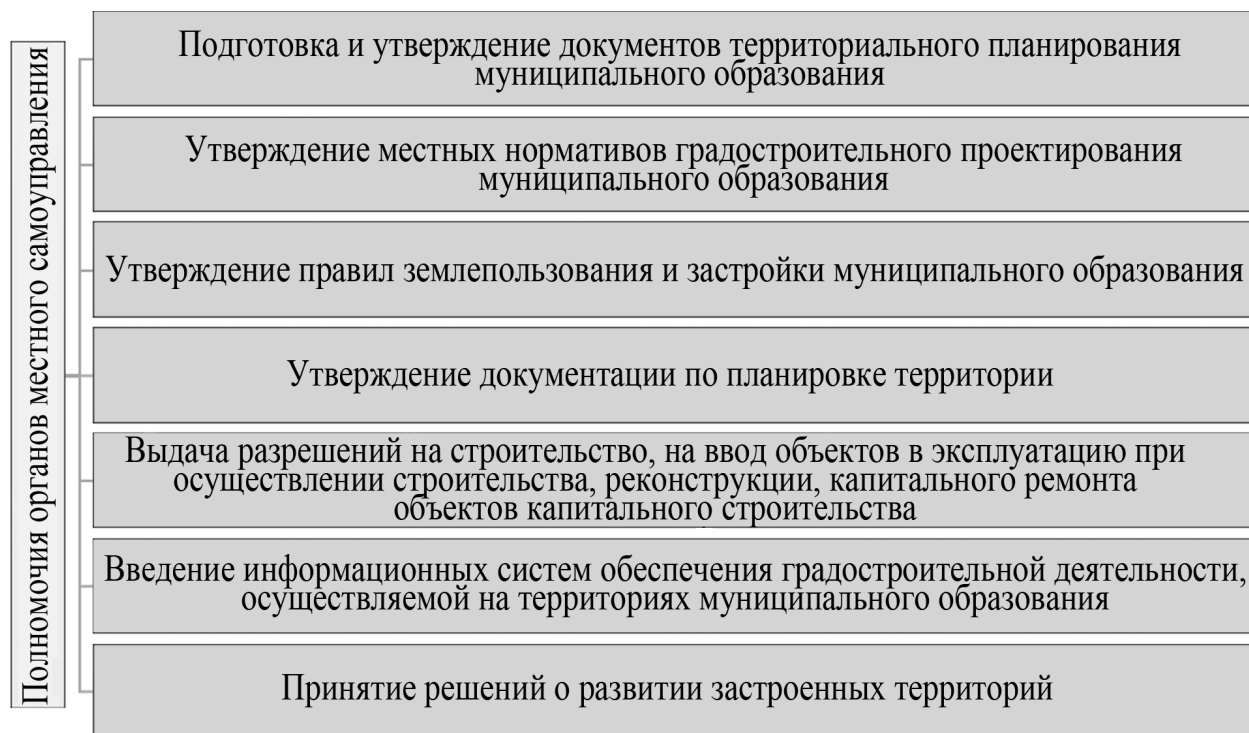 Полномочия органов местного самоуправления
Подготовка и утверждение документов территориального планирования
муниципального образования
Утверждение местных нормативов градостроительного проектирования
муниципального образования
Утверждение правил землепользования и застройки муниципального образования
Утверждение документации по планировке территории
Выдача разрешений на строительство, на ввод объектов в эксплуатацию при
осуществлении строительства, реконструкции, капитального ремонта
объектов капитального строительства
Введение информационных систем обеспечения градостроительной деятельности,
осуществляемой на территориях муниципального образования
Принятие решений о развитии застроенных территорий